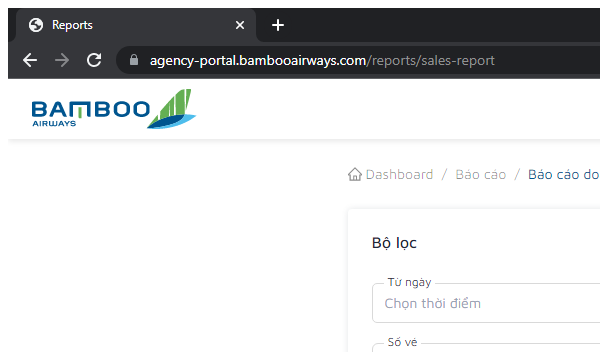 Reports
agency-portal.bambooairways.com/reports/sales-report
BAMBOO
AIRWAYS
Dashboard / Báo cáo / Báo cáo do
Bộ lọc
Từ ngày
Chọn thời điểm
Số vé